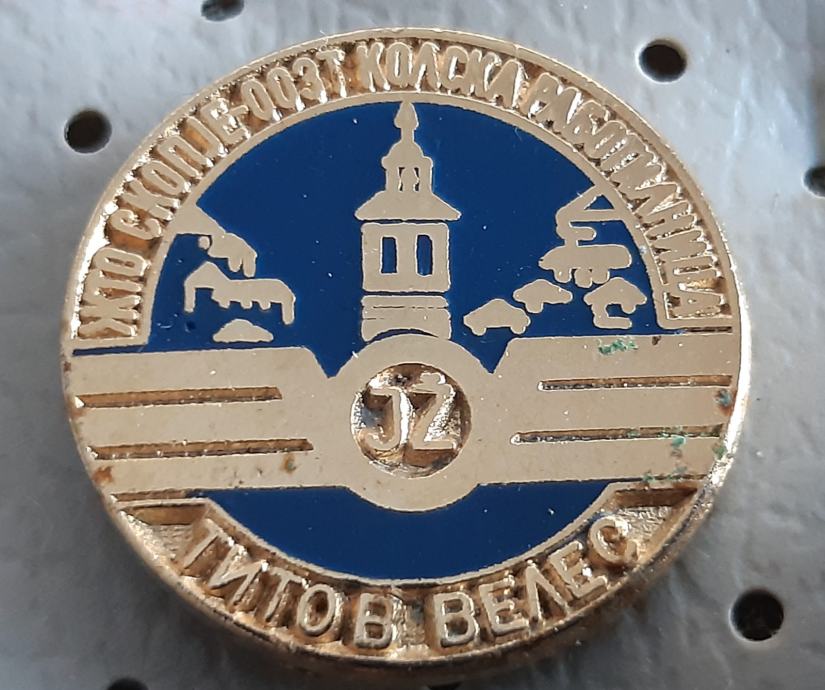 ЖТО СКОПЈЕ-ООЗТ КОЛСКА РАБОТИЛНИЦА
JŽ
ТИТОВ ВЕЛЕС